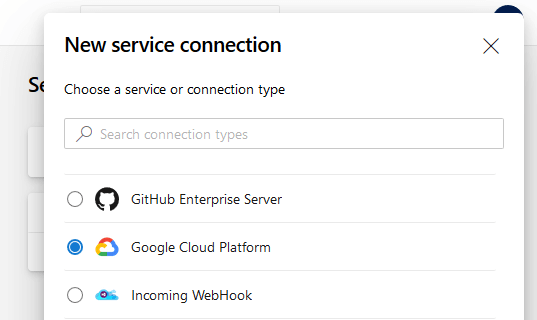 New service connection
Se
Choose a service or connection type
Search connection types
GitHub Enterprise Server
Google Cloud Platform
Incoming WebHook